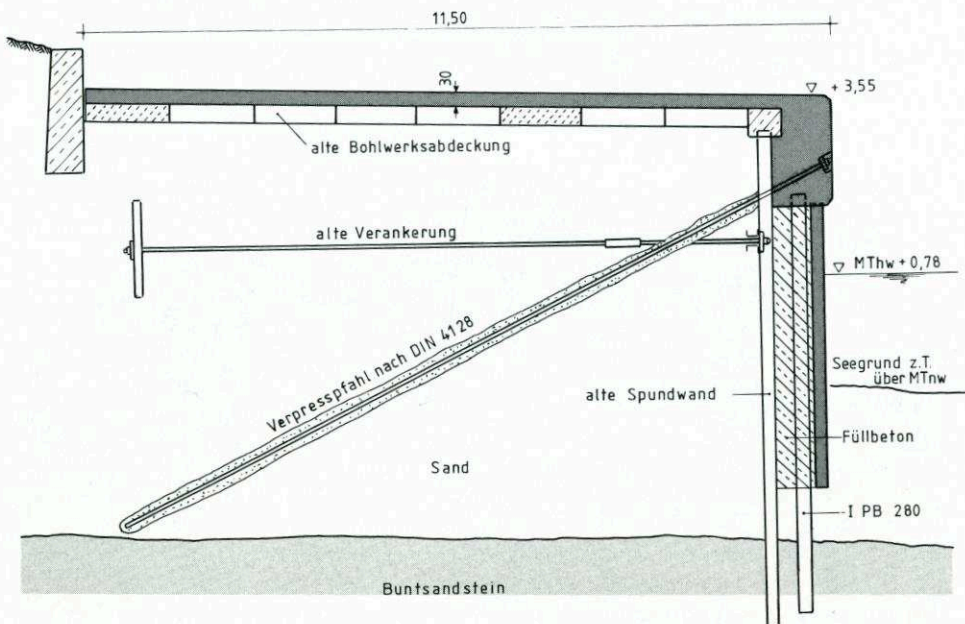 11,50
30
+ 3,55
alte Bohlwerksabdeckung
alte Verankerung
MThw + 0,78
Verpresspfahl nach DIN 4128
Seegrund z.T.
über MTnw
alte Spundwand
Füllbeton
Sand
I PB 280
Buntsandstein